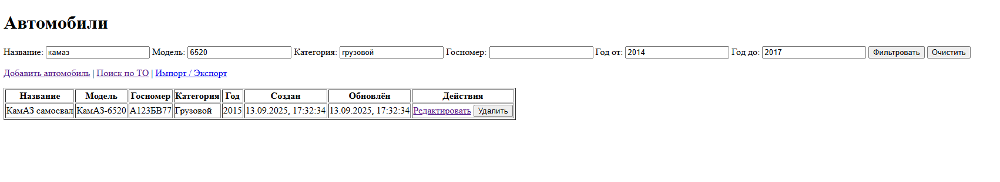 Автомобили
Название: камаз Модель: 6520 Категория: грузовой Госномер: Год от: 2014 Год до: 2017 Фильтровать Очистить
Добавить автомобиль | Поиск по ТО | Импорт / Экспорт
Название Модель Госномер Категория Год Создан Обновлён Действия
КамАЗ самосвал КамАЗ-6520 А123БВ77 Грузовой 2015 13.09.2025, 17:32:34 13.09.2025, 17:32:34 Редактировать Удалить